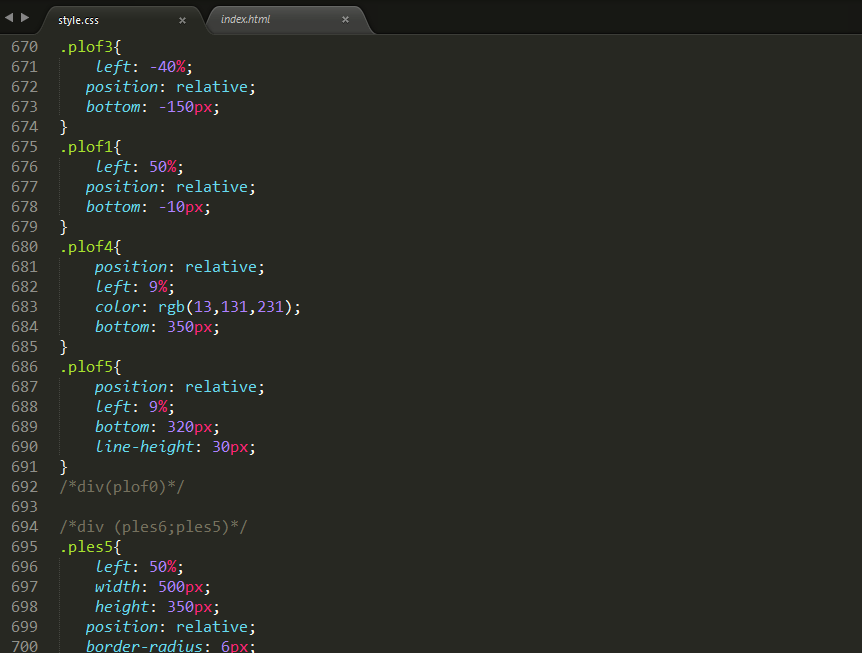 style.css × index.html ×
670 .plof3{
671     left: -40%;
672    position: relative;
673    bottom: -150px;
674 }
675 .plof1{
676     left: 50%;
677    position: relative;
678    bottom: -10px;
679 }
680 .plof4{
681     position: relative;
682     left: 9%;
683     color: rgb(13,131,231);
684     bottom: 350px;
685 }
686 .plof5{
687     position: relative;
688     left: 9%;
689     bottom: 320px;
690     line-height: 30px;
691 }
692 /*div(plof0)*/
693
694 /*div (ples6;ples5)*/
695 .ples5{
696     left: 50%;
697     width: 500px;
698     height: 350px;
699    position: relative;
700    border-radius: 6px;